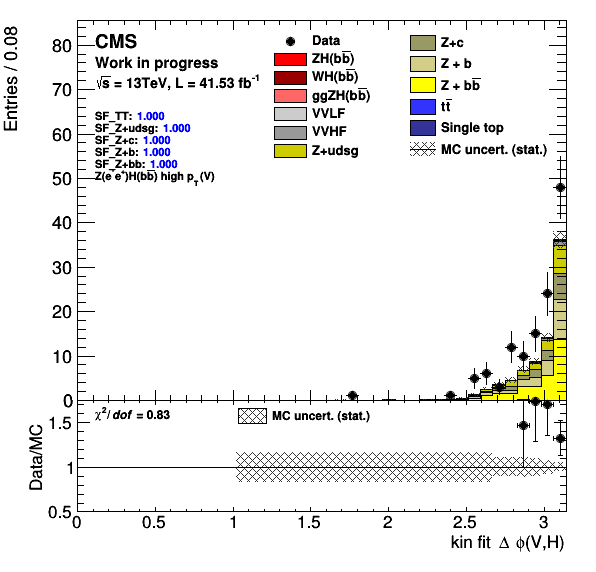 Entries / 0.08
80
70
60
50
40
30
20
10
0
CMS
Work in progress
√s = 13TeV, L = 41.53 fb⁻¹
SF_TT: 1.000
SF_Z+udsg: 1.000
SF_Z+c: 1.000
SF_Z+b: 1.000
SF_Z+bb: 1.000
Z(e⁻e⁺)H(bb̅) high p_T(V)
Data
ZH(bb̅)
WH(bb̅)
ggZH(bb̅)
VVLF
VVHF
Z+udsg
Z+c
Z + b
Z + bb̅
tt̅
Single top
MC uncert. (stat.)
Data/MC
1.5
1
0.5
χ²/dof = 0.83
MC uncert. (stat.)
0 0.5 1 1.5 2 2.5 3
kin fit Δ φ(V,H)